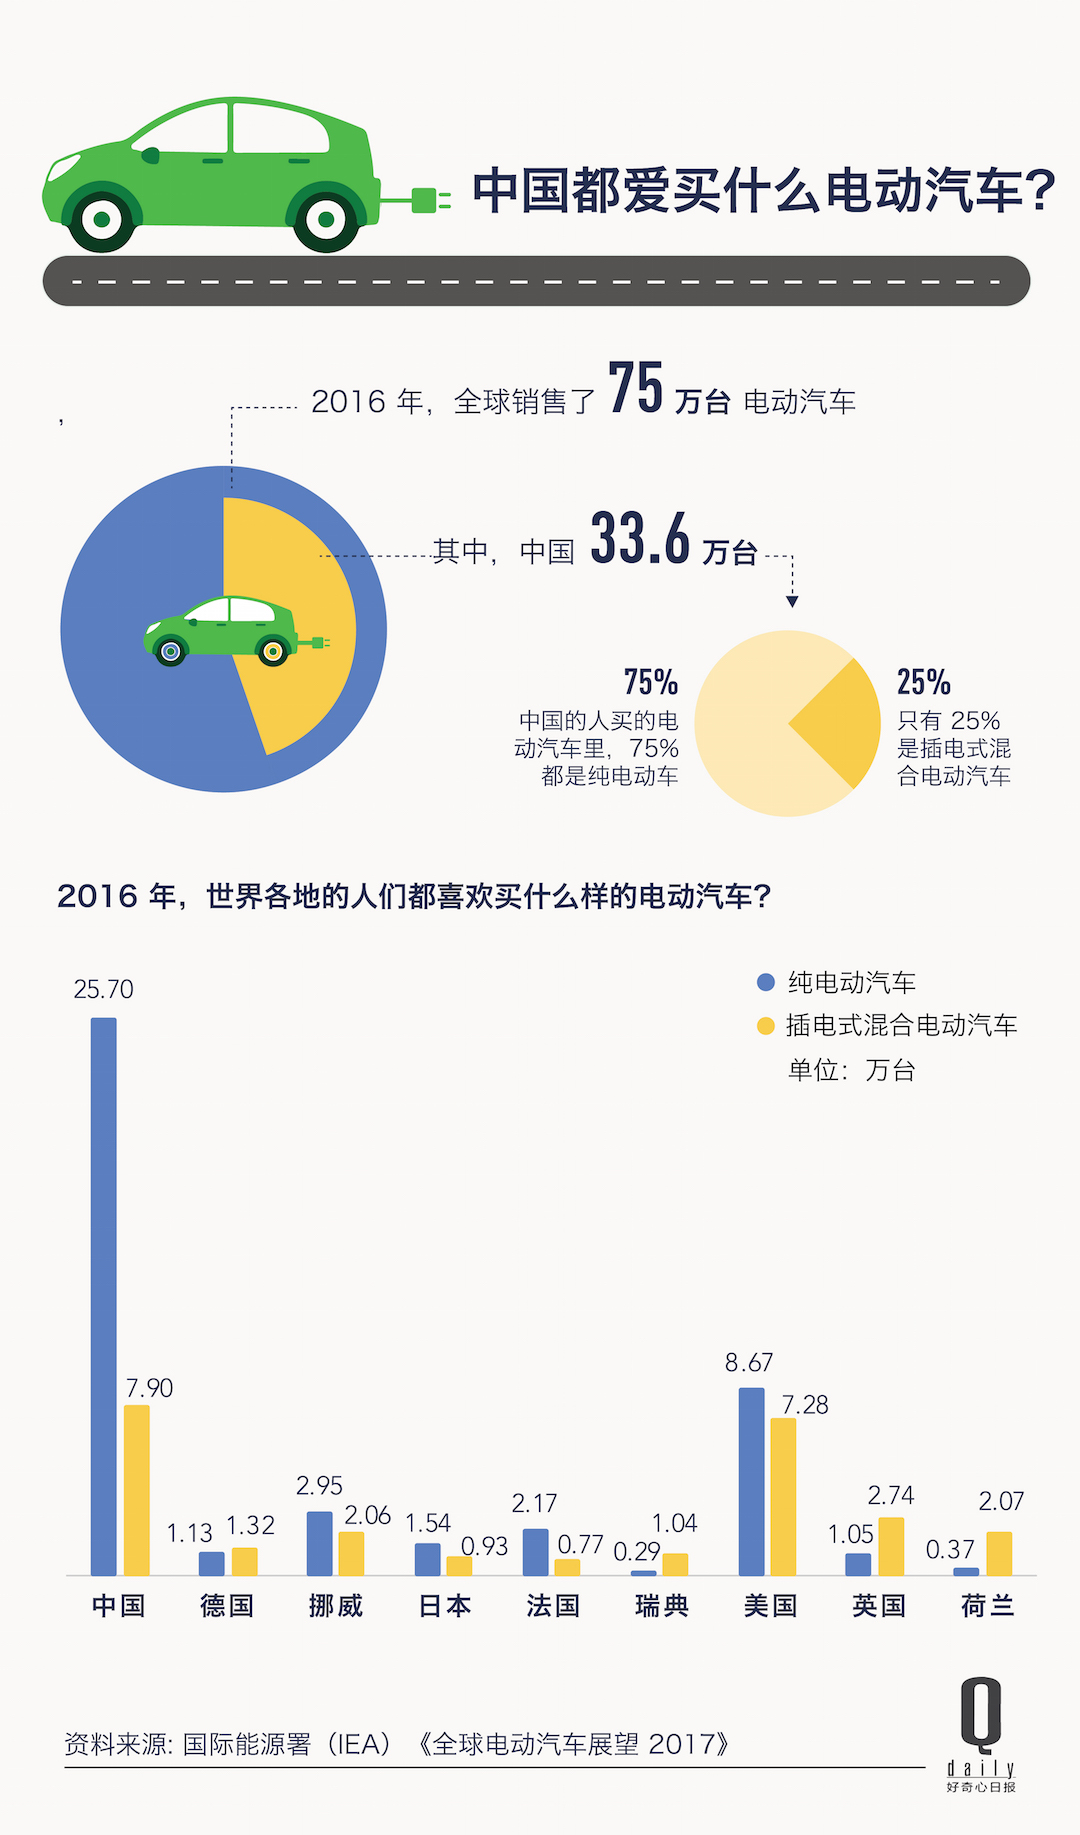 中国都爱买什么电动汽车？
2016 年，全球销售了 75 万台 电动汽车
,
其中，中国 33.6 万台
75%
中国的人买的电
动汽车里，75%
都是纯电动车
25%
只有 25%
是插电式混
合电动汽车
2016 年，世界各地的人们都喜欢买什么样的电动汽车？
纯电动汽车
插电式混合电动汽车
单位：万台
25.70
7.90
1.13
1.32
2.95
2.06
1.54
0.93
2.17
0.77
0.29
1.04
8.67
7.28
1.05
2.74
0.37
2.07
中国 德国 挪威 日本 法国 瑞典 美国 英国 荷兰
资料来源: 国际能源署（IEA）《全球电动汽车展望 2017》
Q
daily
好奇心日报